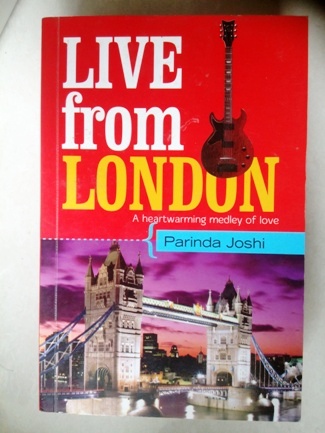 LIVE
from
LONDON
A heartwarming medley of love
Parinda Joshi